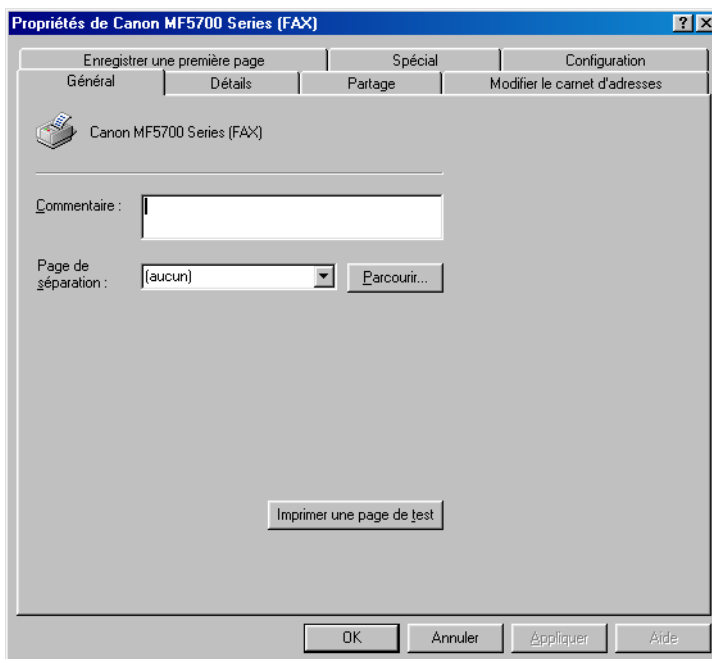 Propriétés de Canon MF5700 Series (FAX)
Enregistrer une première page Spécial Configuration
Général Détails Partage Modifier le carnet d'adresses
Canon MF5700 Series (FAX)
Commentaire :
Page de
séparation :
(aucun) Parcourir...
Imprimer une page de test
OK Annuler Appliquer Aide